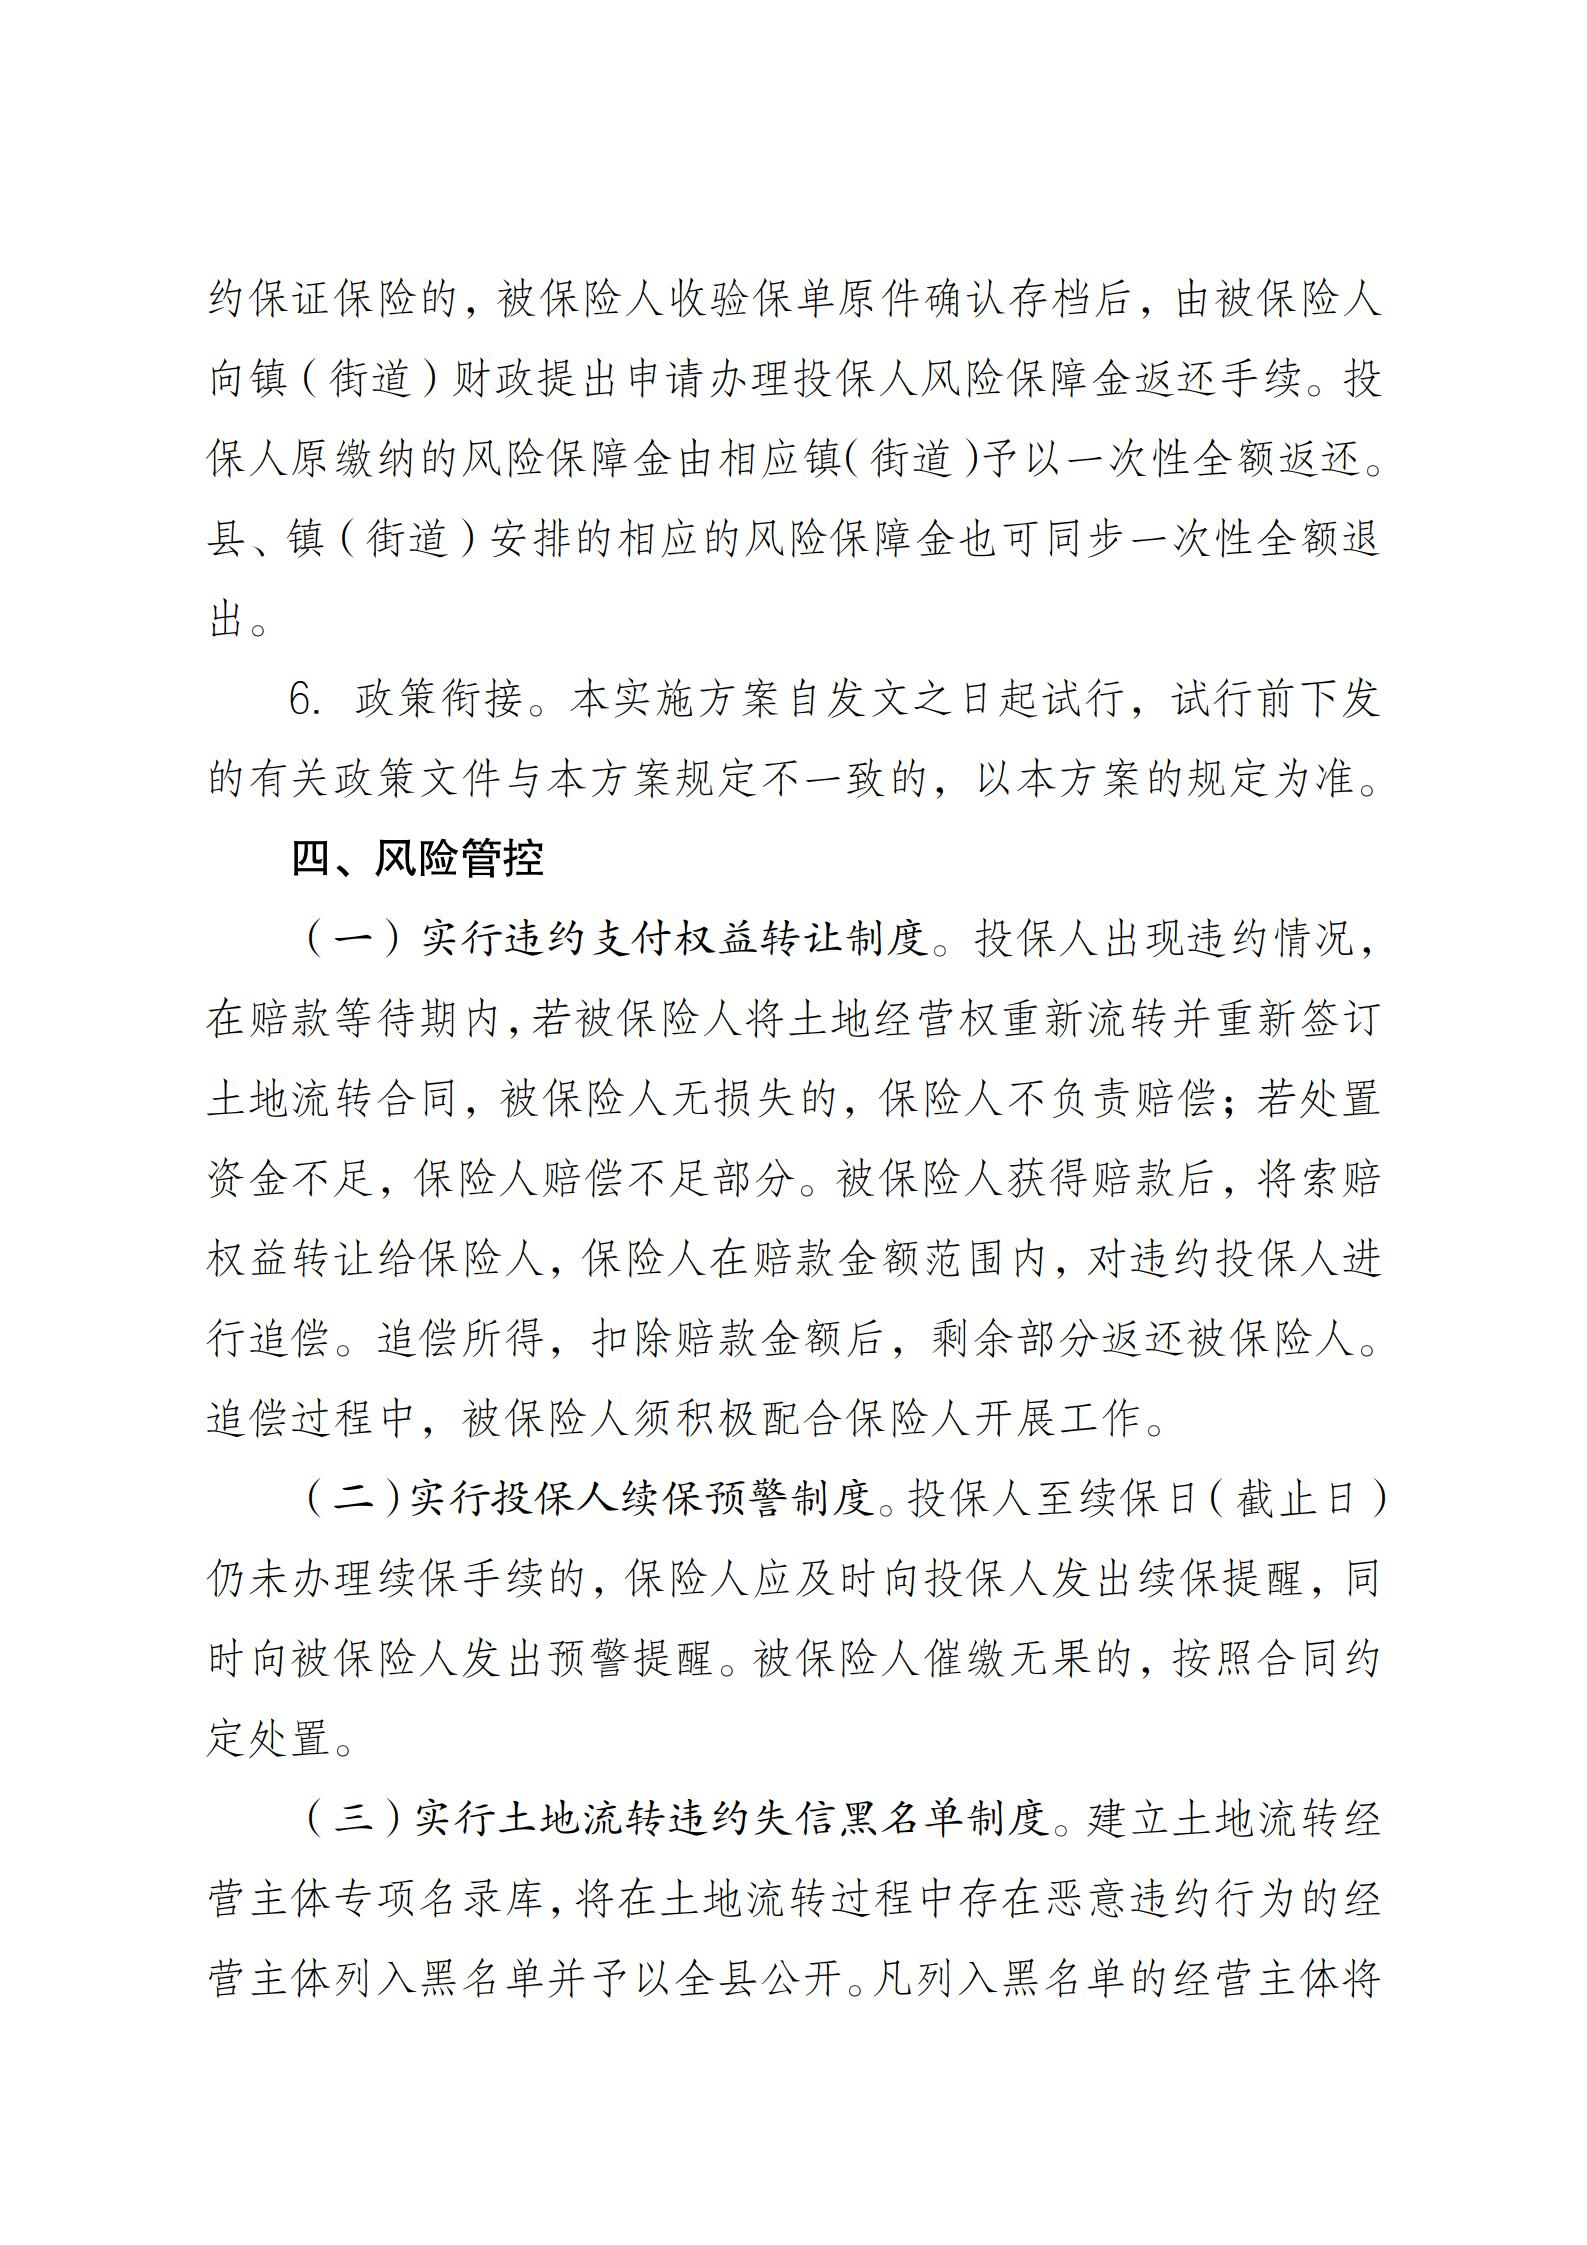 约保证保险的，被保险人收验保单原件确认存档后，由被保险人
向镇（街道）财政提出申请办理投保人风险保障金返还手续。投
保人原缴纳的风险保障金由相应镇(街道)予以一次性全额返还。
县、镇（街道）安排的相应的风险保障金也可同步一次性全额退
出。
6. 政策衔接。本实施方案自发文之日起试行，试行前下发
的有关政策文件与本方案规定不一致的，以本方案的规定为准。
四、风险管控
（一）实行违约支付权益转让制度。投保人出现违约情况，
在赔款等待期内，若被保险人将土地经营权重新流转并重新签订
土地流转合同，被保险人无损失的，保险人不负责赔偿；若处置
资金不足，保险人赔偿不足部分。被保险人获得赔款后，将索赔
权益转让给保险人，保险人在赔款金额范围内，对违约投保人进
行追偿。追偿所得，扣除赔款金额后，剩余部分返还被保险人。
追偿过程中，被保险人须积极配合保险人开展工作。
（二)实行投保人续保预警制度。投保人至续保日（截止日）
仍未办理续保手续的，保险人应及时向投保人发出续保提醒，同
时向被保险人发出预警提醒。被保险人催缴无果的，按照合同约
定处置。
（三）实行土地流转违约失信黑名单制度。建立土地流转经
营主体专项名录库，将在土地流转过程中存在恶意违约行为的经
营主体列入黑名单并予以全县公开。凡列入黑名单的经营主体将